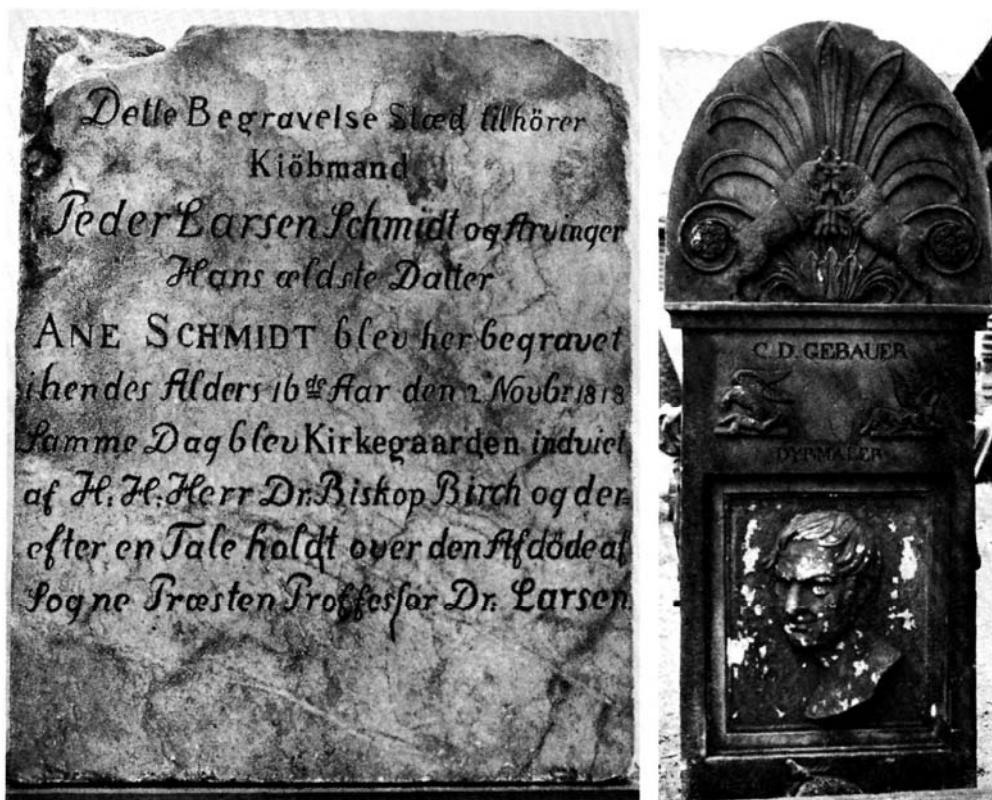 Dette Begravelse Stæd tilhörer
Kiöbmand
Peder Larsen Schmidt og Arvinger
Hans ældste Datter
ANE SCHMIDT blev her begravet
i hendes Alders 16de Aar den 2 Novbr 1818
Samme Dag blev Kirkegaarden indviet
af H: H: Herr Dr. Biskop Birch og der-
efter en Tale holdt over den Afdöde af
Sogne Præsten Proffessor Dr. Larsen.
C. D. GEBAUER
DYRMALER